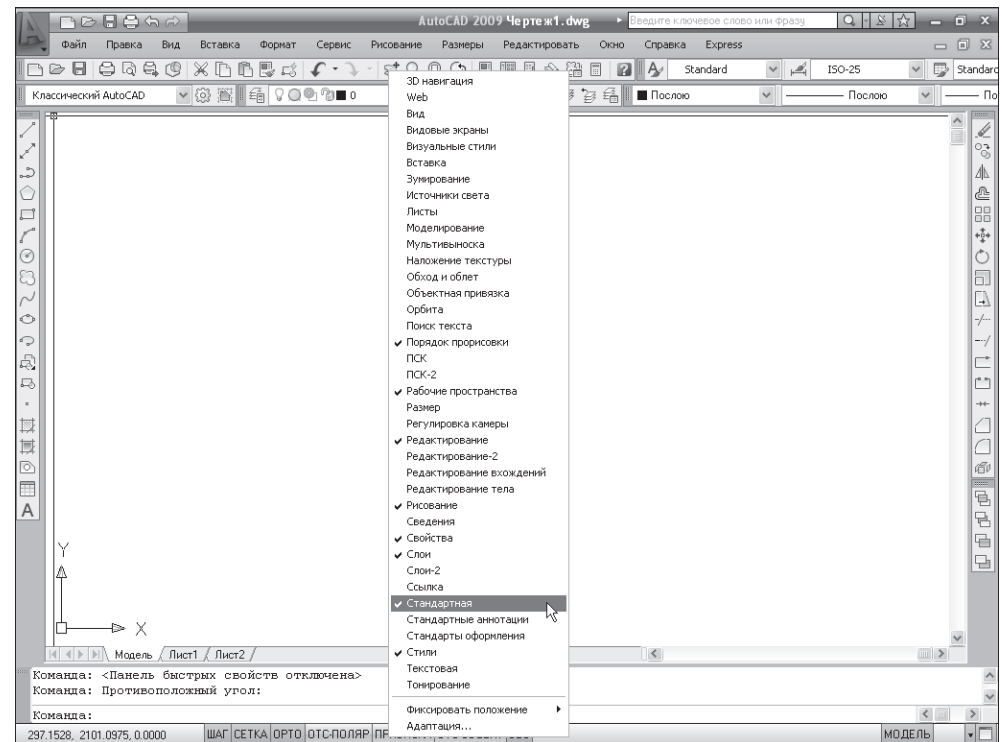 AutoCAD 2009 Чертеж1.dwg
Введите ключевое слово или фразу
Файл Правка Вид Вставка Формат Сервис Рисование Размеры Редактировать Окно Справка Express
Standard ISO-25 Standard
Классический AutoCAD 0 Послою Послою По
3D навигация
Web
Вид
Видовые экраны
Визуальные стили
Вставка
Зумирование
Источники света
Листы
Моделирование
Мультивыноска
Наложение текстуры
Обход и облет
Объектная привязка
Орбита
Поиск текста
Порядок прорисовки
ПСК
ПСК-2
Рабочие пространства
Размер
Регулировка камеры
Редактирование
Редактирование-2
Редактирование вхождений
Редактирование тела
Рисование
Сведения
Свойства
Слои
Слои-2
Ссылка
Стандартная
Стандартные аннотации
Стандарты оформления
Стили
Текстовая
Тонирование
Фиксировать положение
Адаптация...
Y
X
Модель Лист1 Лист2
Команда: <Панель быстрых свойств отключена>
Команда: Противоположный угол:
Команда:
297.1528, 2101.0975, 0.0000 ШАГ СЕТКА ОРТО ОТС-ПОЛЯР МОДЕЛЬ